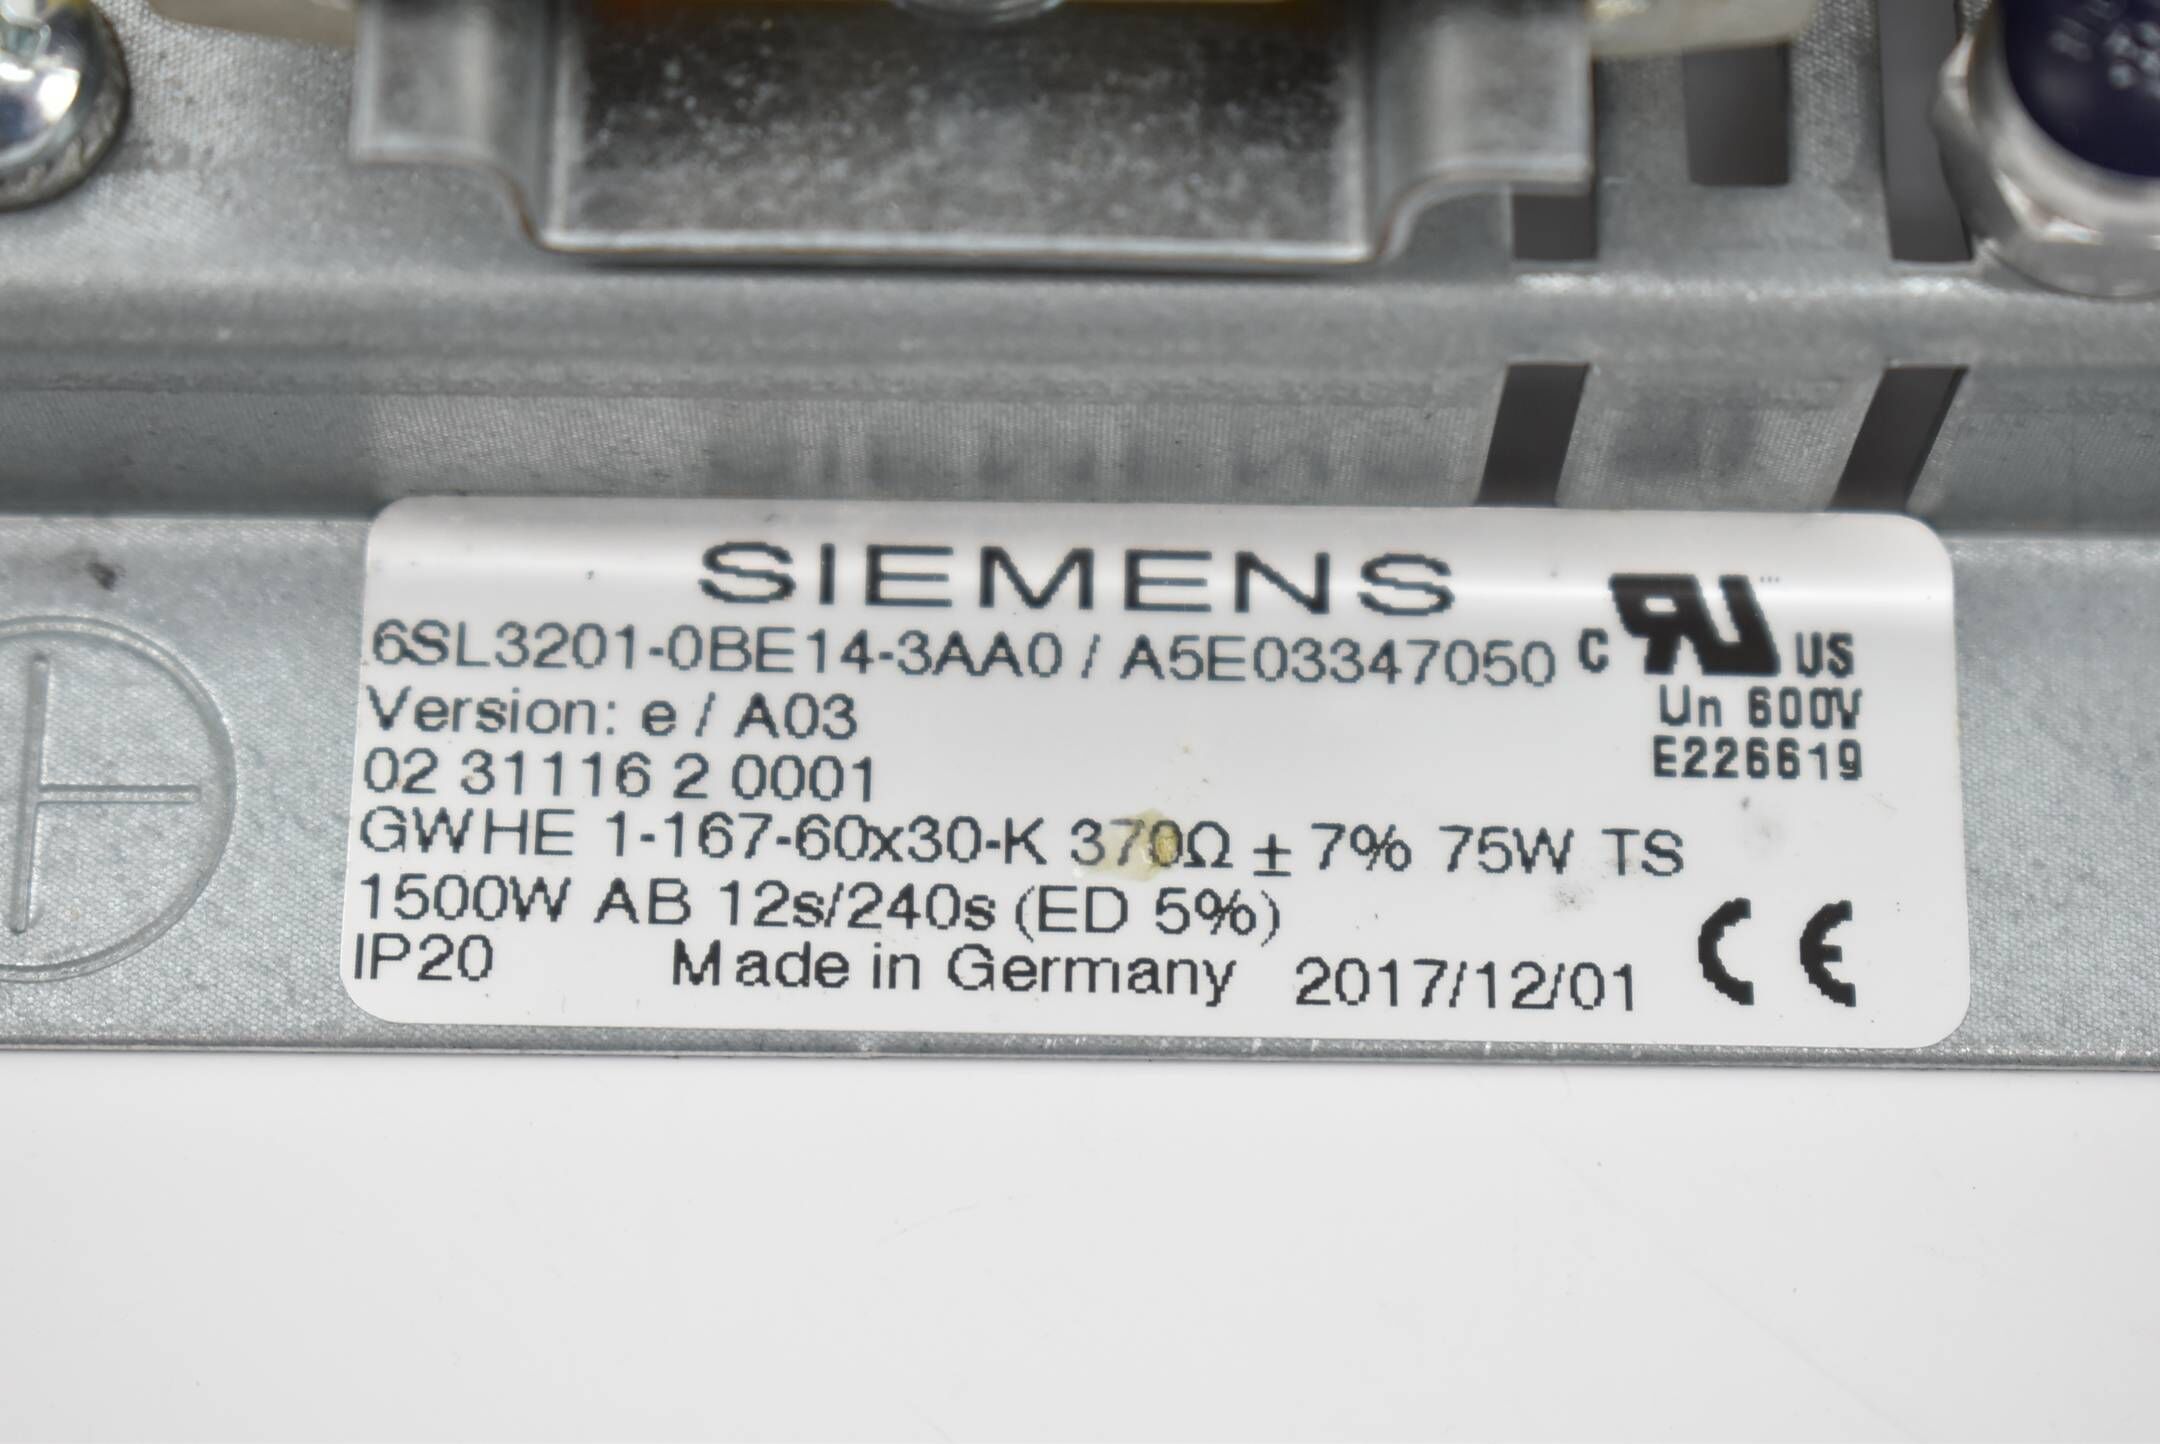 SIEMENS
6SL3201-0BE14-3AA0 / A5E03347050
c RU US
Version: e / A03
Un 600V
02 31116 2 0001
E226619
GWHE 1-167-60x30-K 370Ω ± 7% 75W TS
1500W AB 12s/240s (ED 5%)
IP20 Made in Germany 2017/12/01 CE